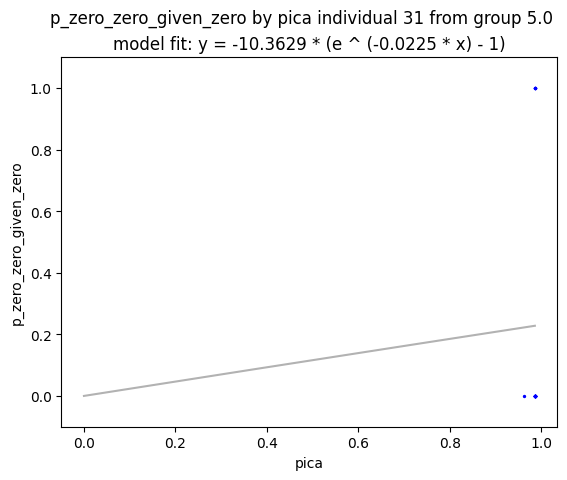 p_zero_zero_given_zero by pica individual 31 from group 5.0
model fit: y = -10.3629 * (e ^ (-0.0225 * x) - 1)
1.0
0.8
0.6
0.4
0.2
0.0
p_zero_zero_given_zero
0.0 0.2 0.4 0.6 0.8 1.0
pica